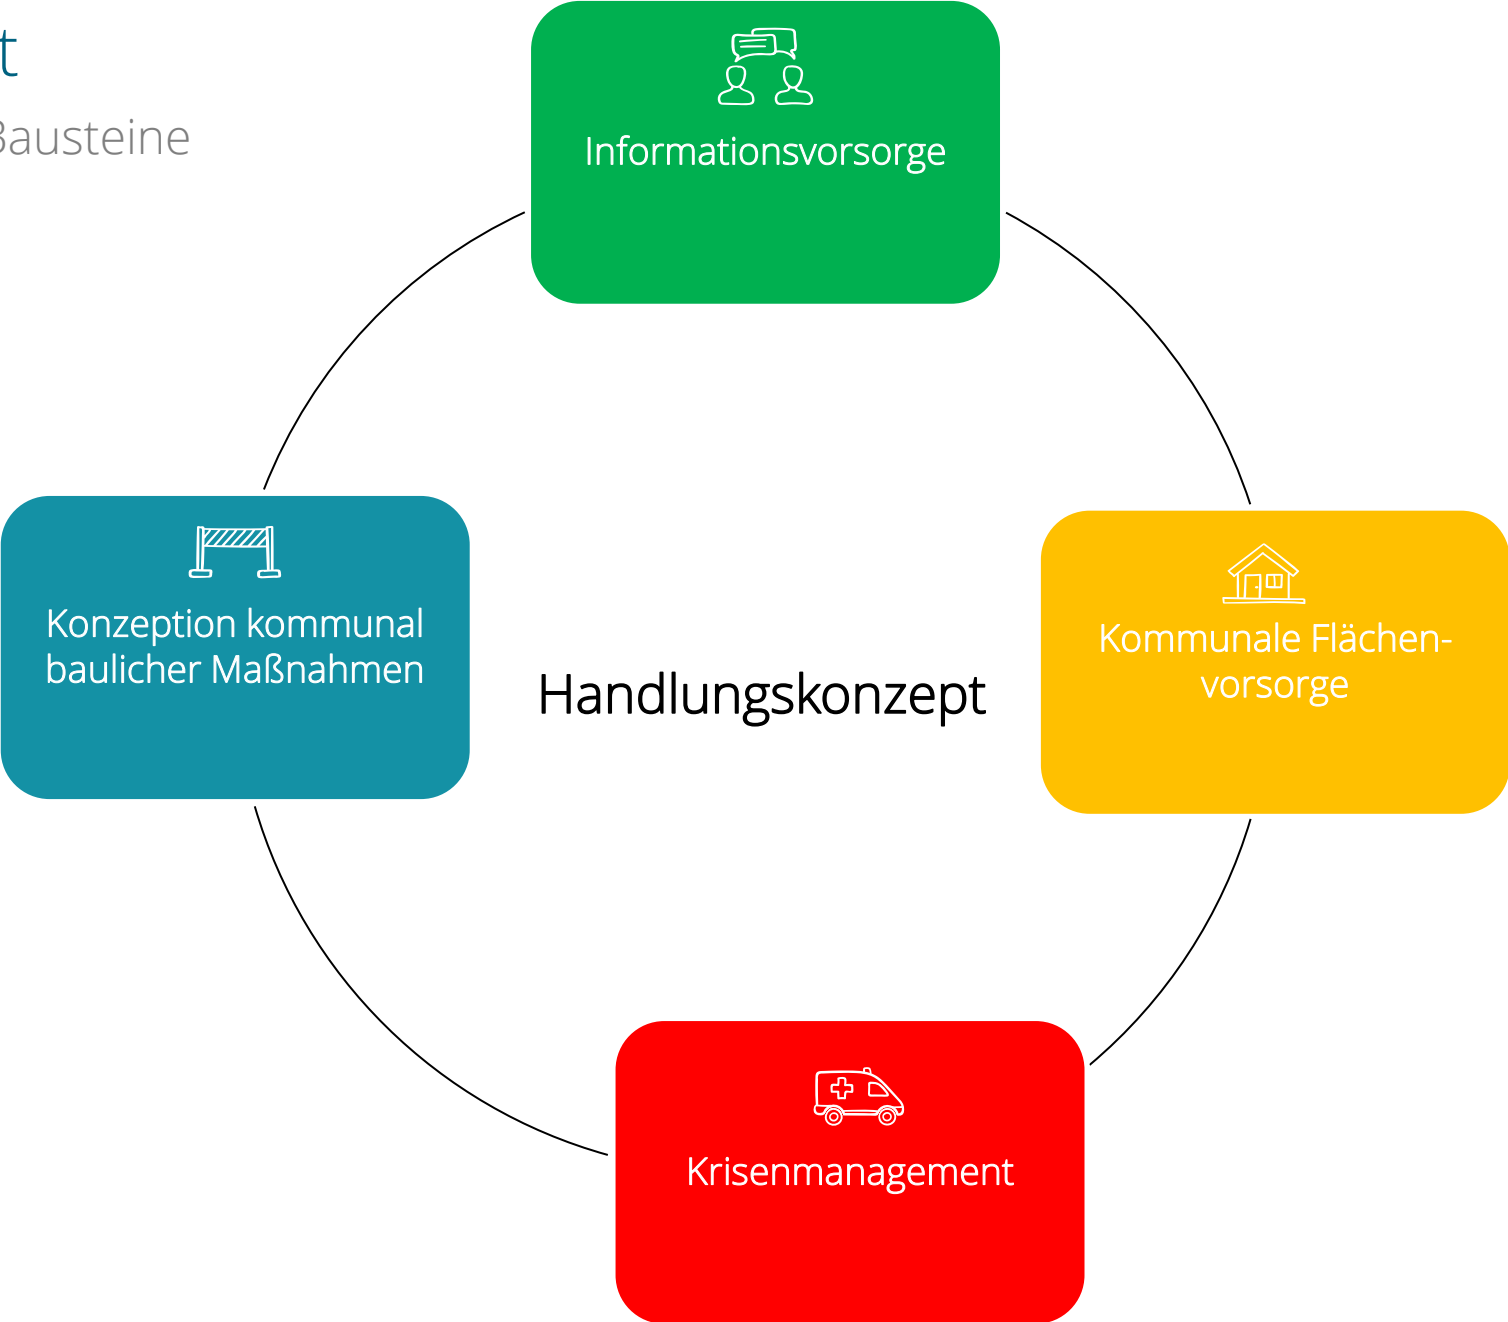 t
Bausteine
Informationsvorsorge
Konzeption kommunal
baulicher Maßnahmen
Kommunale Flächen-
vorsorge
Handlungskonzept
Krisenmanagement